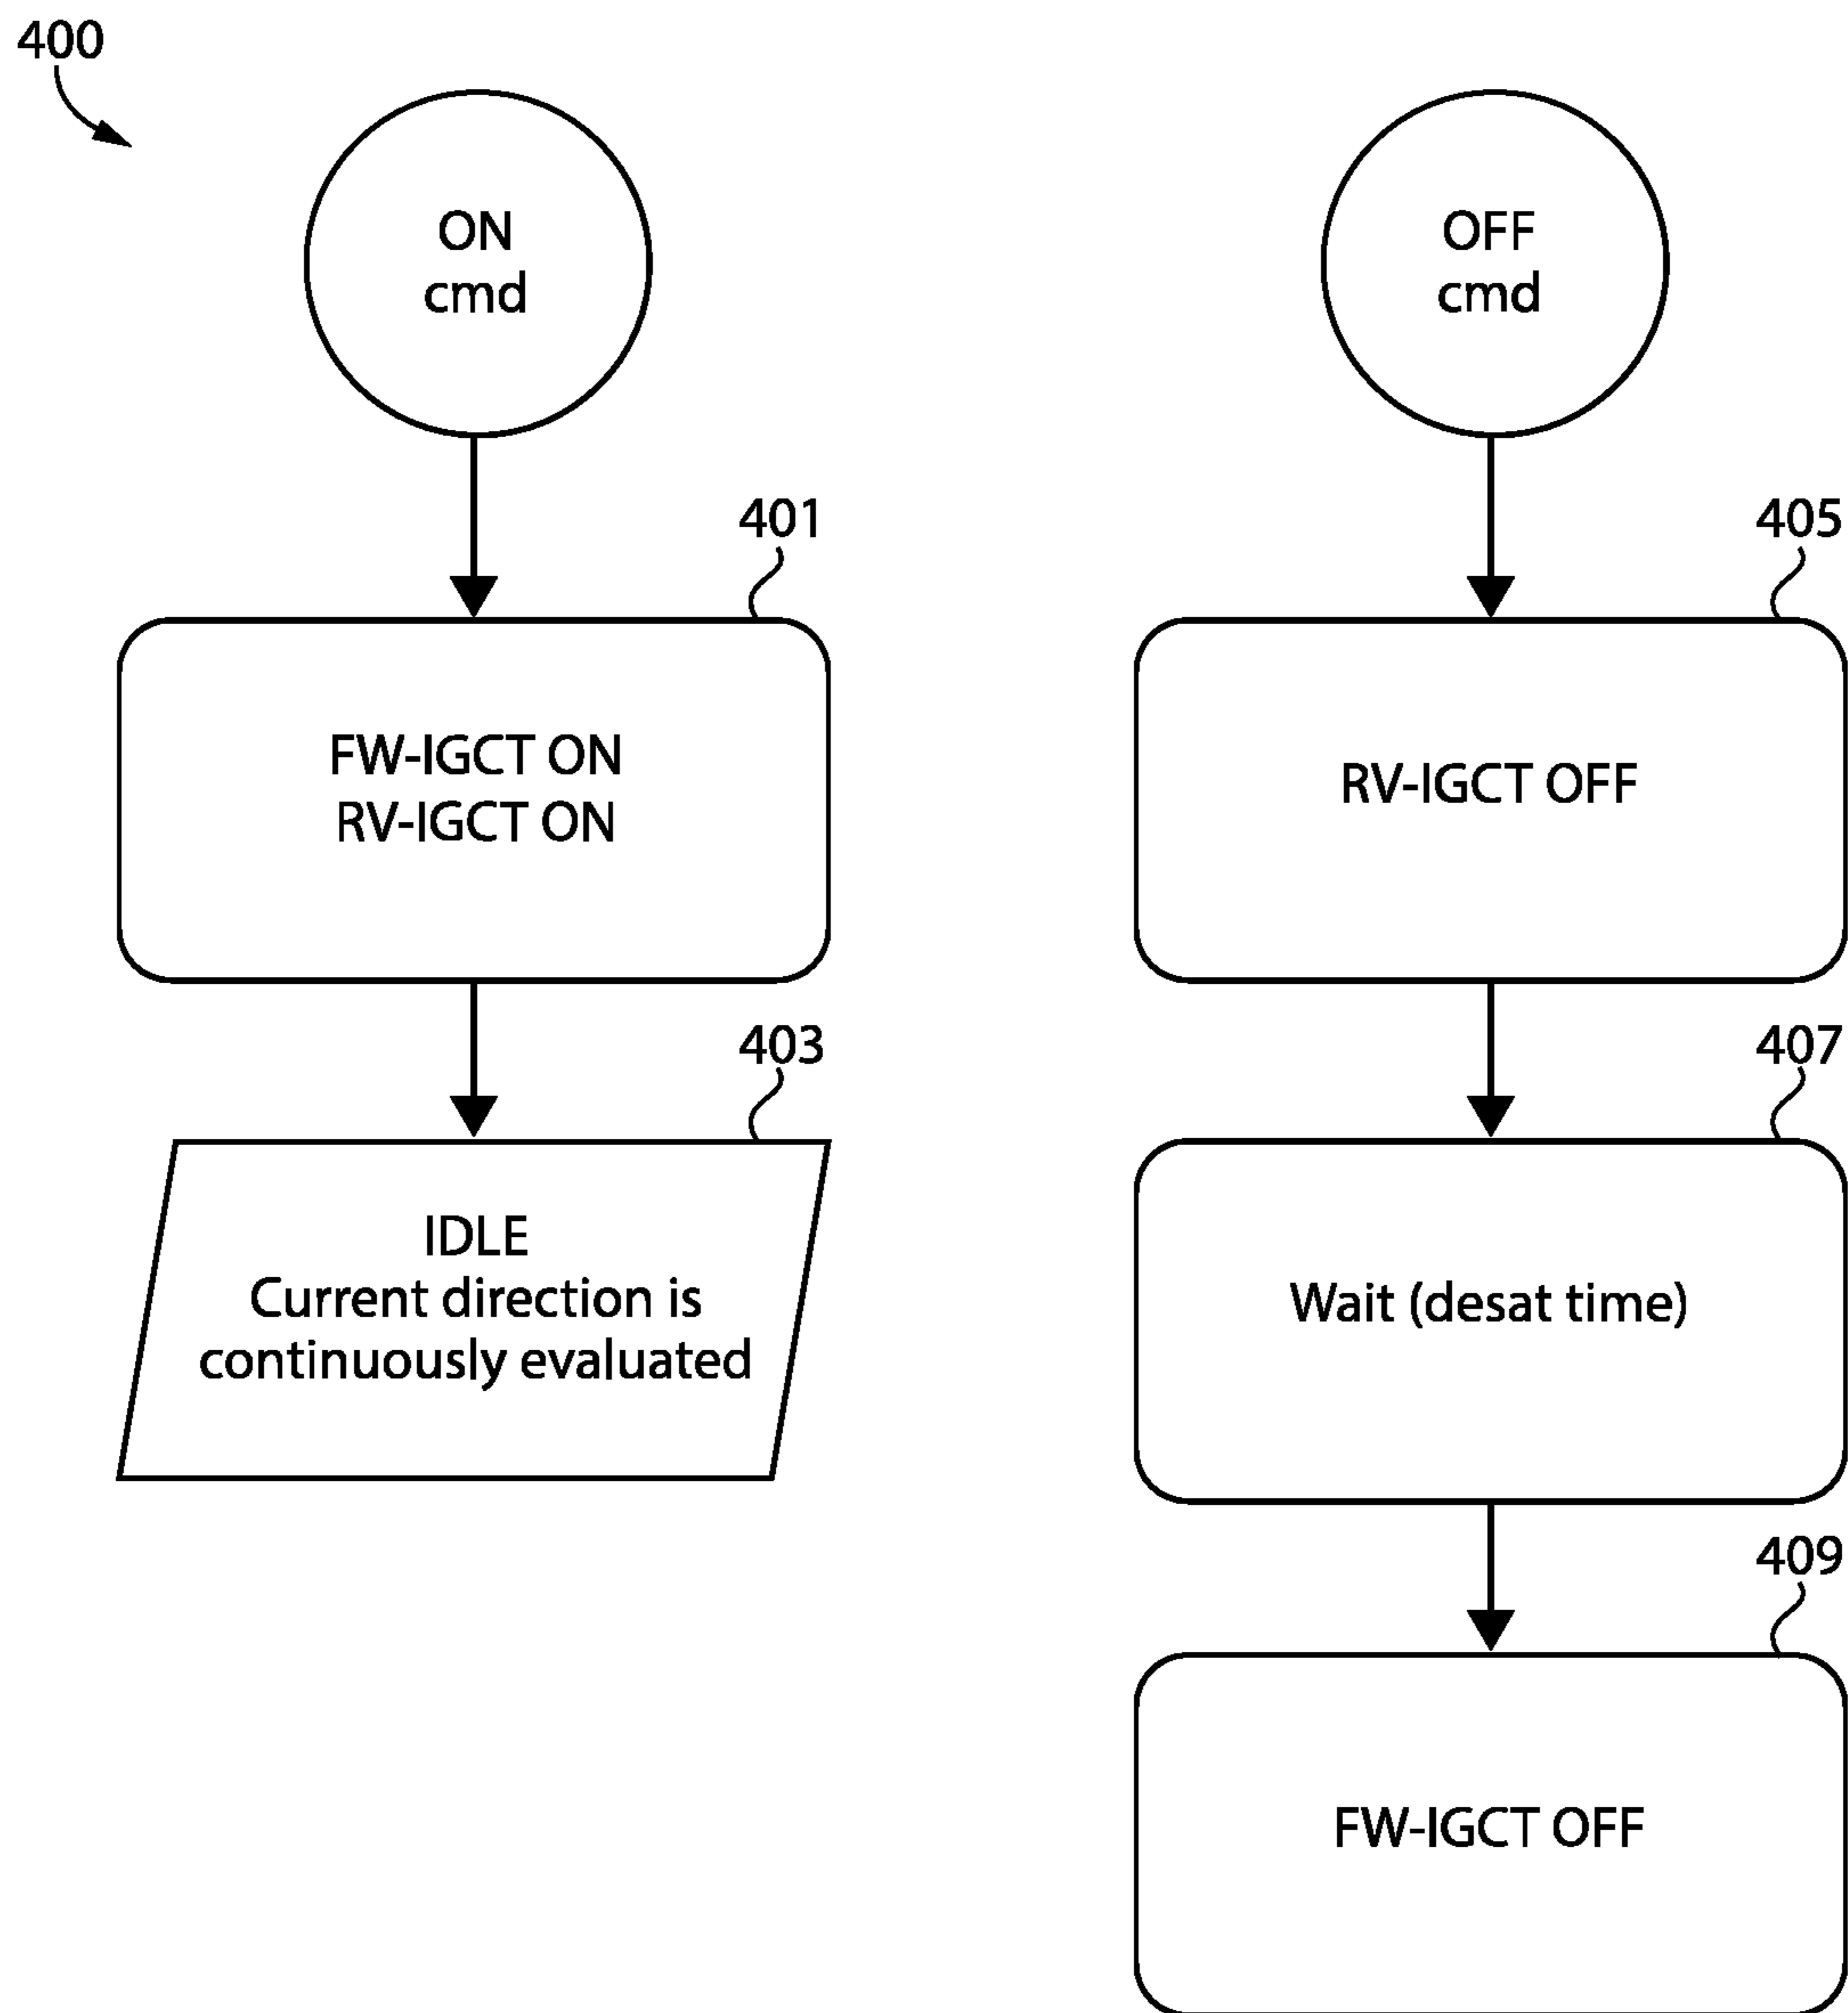 400
ON
cmd
401
FW-IGCT ON
RV-IGCT ON
403
IDLE
Current direction is
continuously evaluated
OFF
cmd
405
RV-IGCT OFF
407
Wait (desat time)
409
FW-IGCT OFF